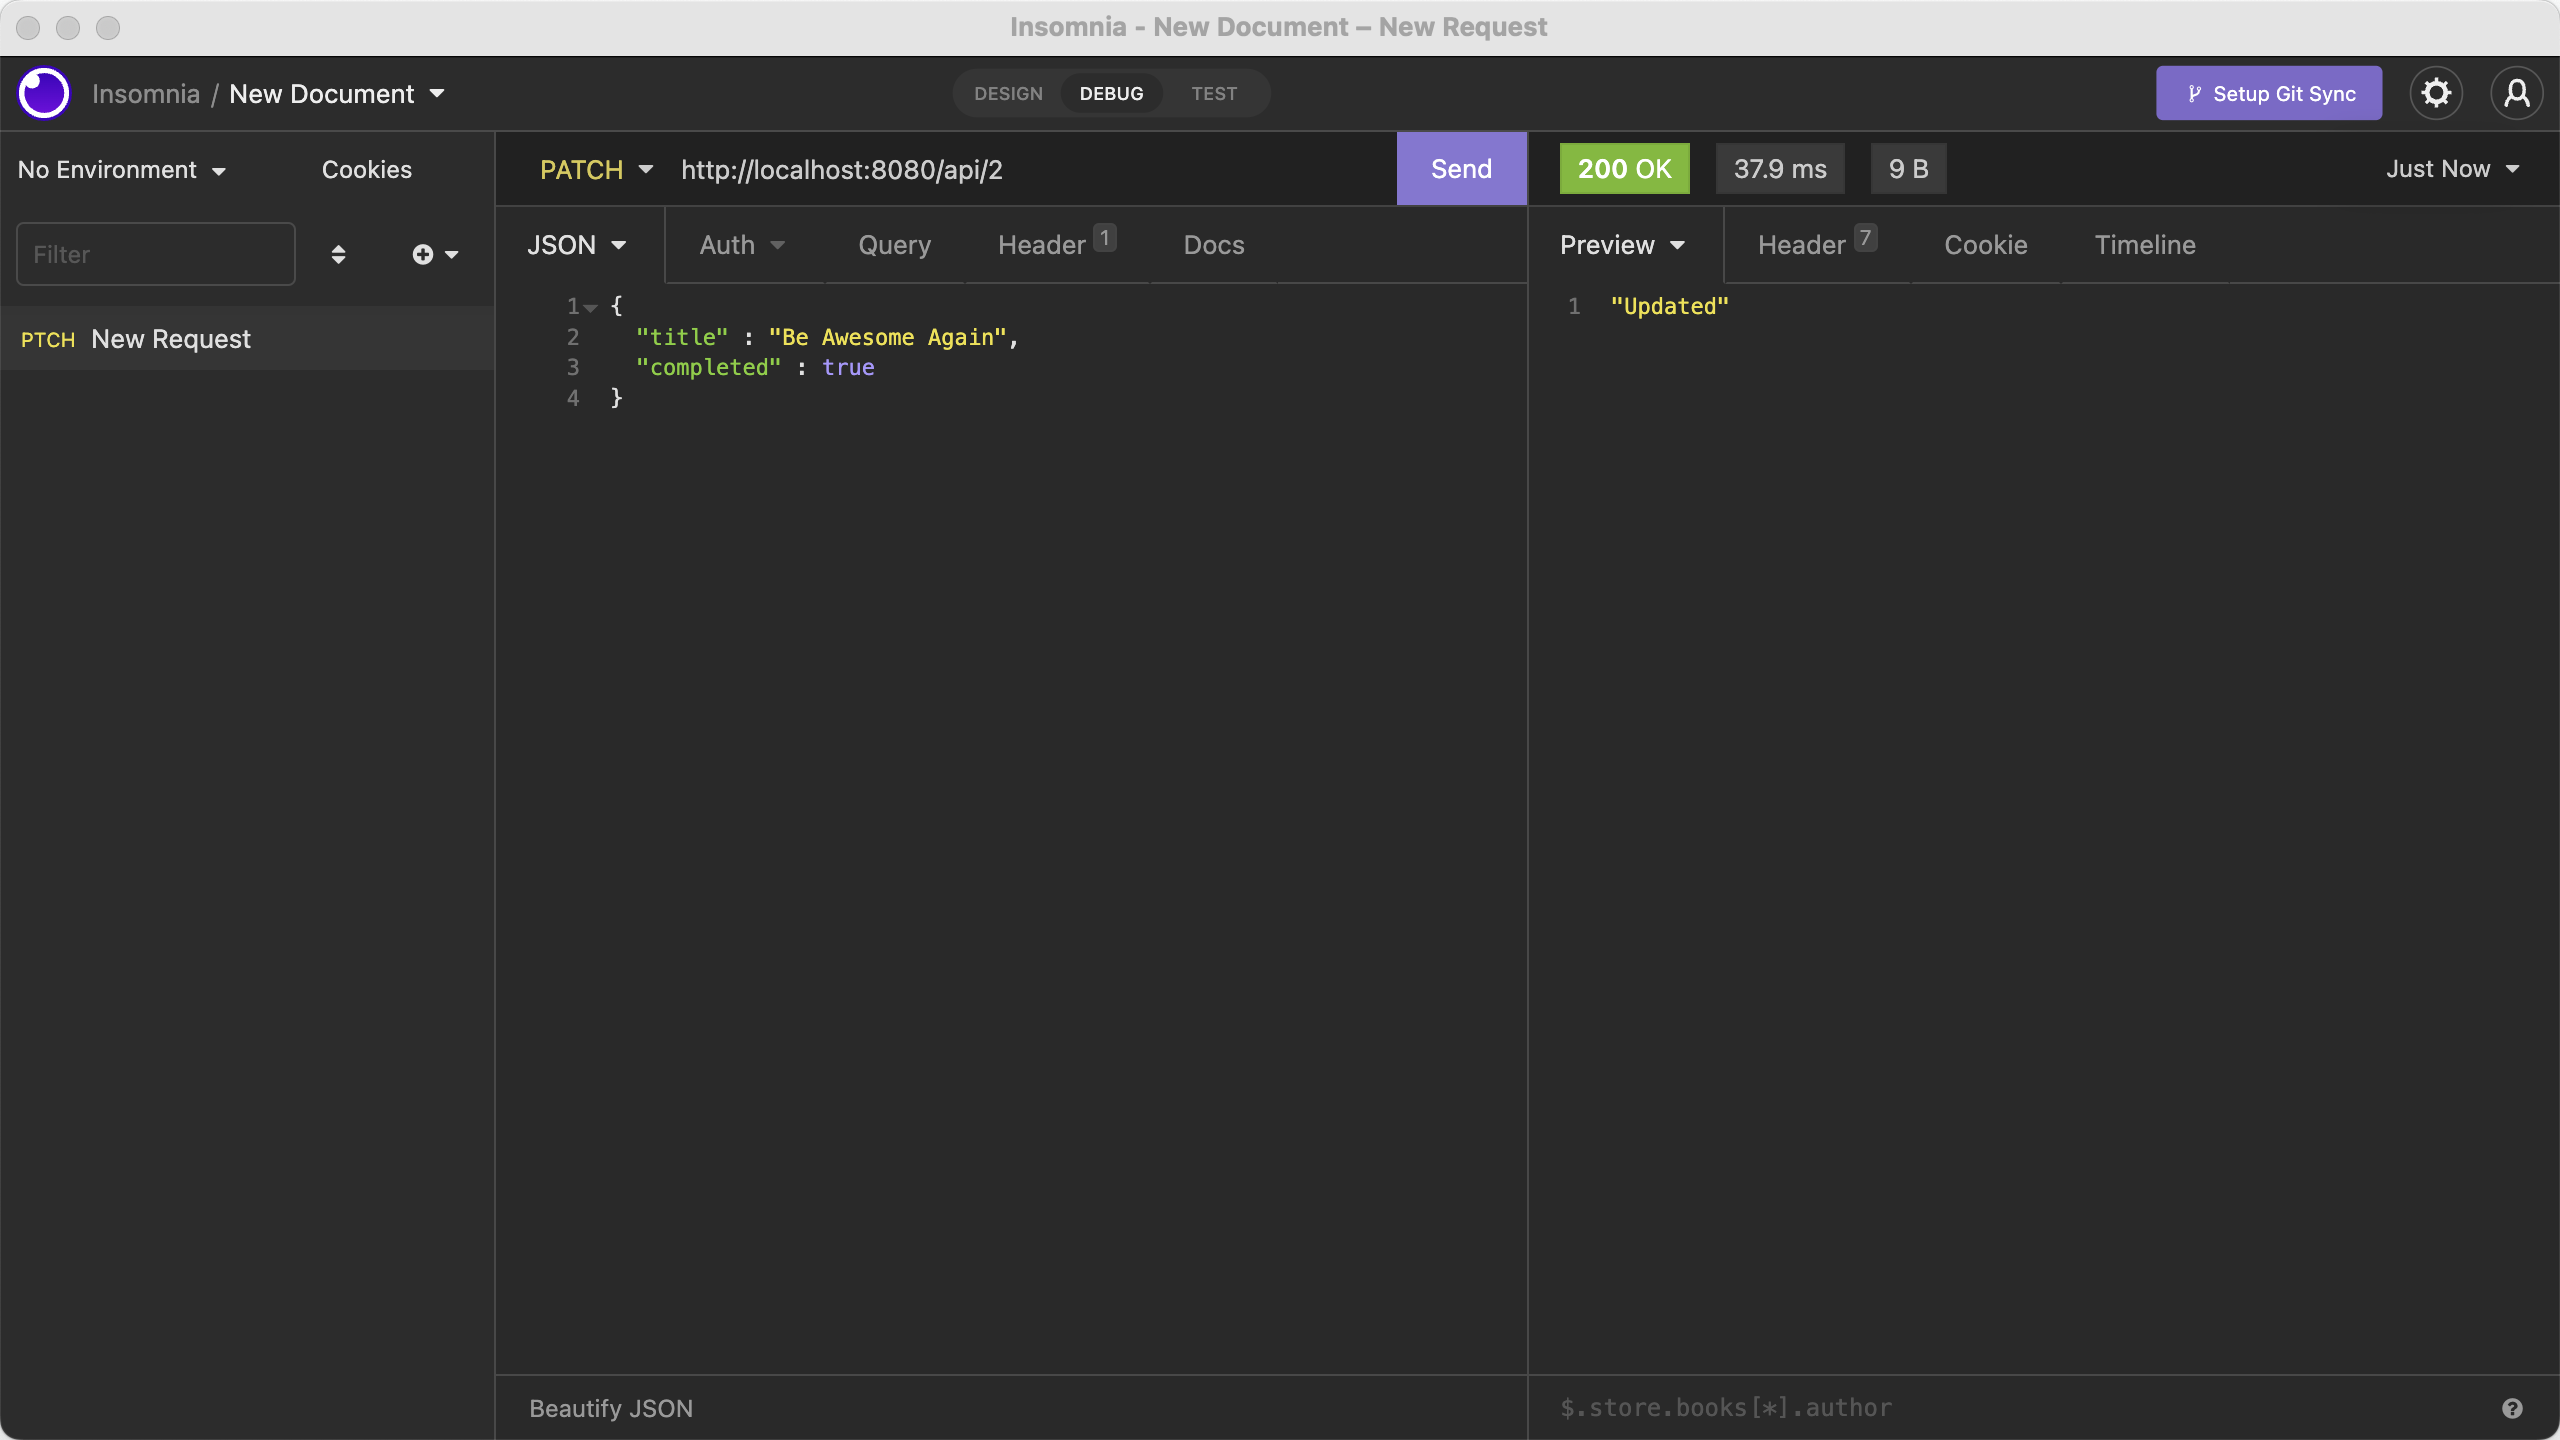 Insomnia - New Document – New Request
Insomnia / New Document
DESIGN DEBUG TEST
Setup Git Sync
No Environment Cookies
PATCH http://localhost:8080/api/2 Send
200 OK 37.9 ms 9 B Just Now
Filter
JSON Auth Query Header 1 Docs
Preview Header 7 Cookie Timeline
PTCH New Request
1 {
2 "title" : "Be Awesome Again",
3 "completed" : true
4 }
1 "Updated"
Beautify JSON
$.store.books[*].author